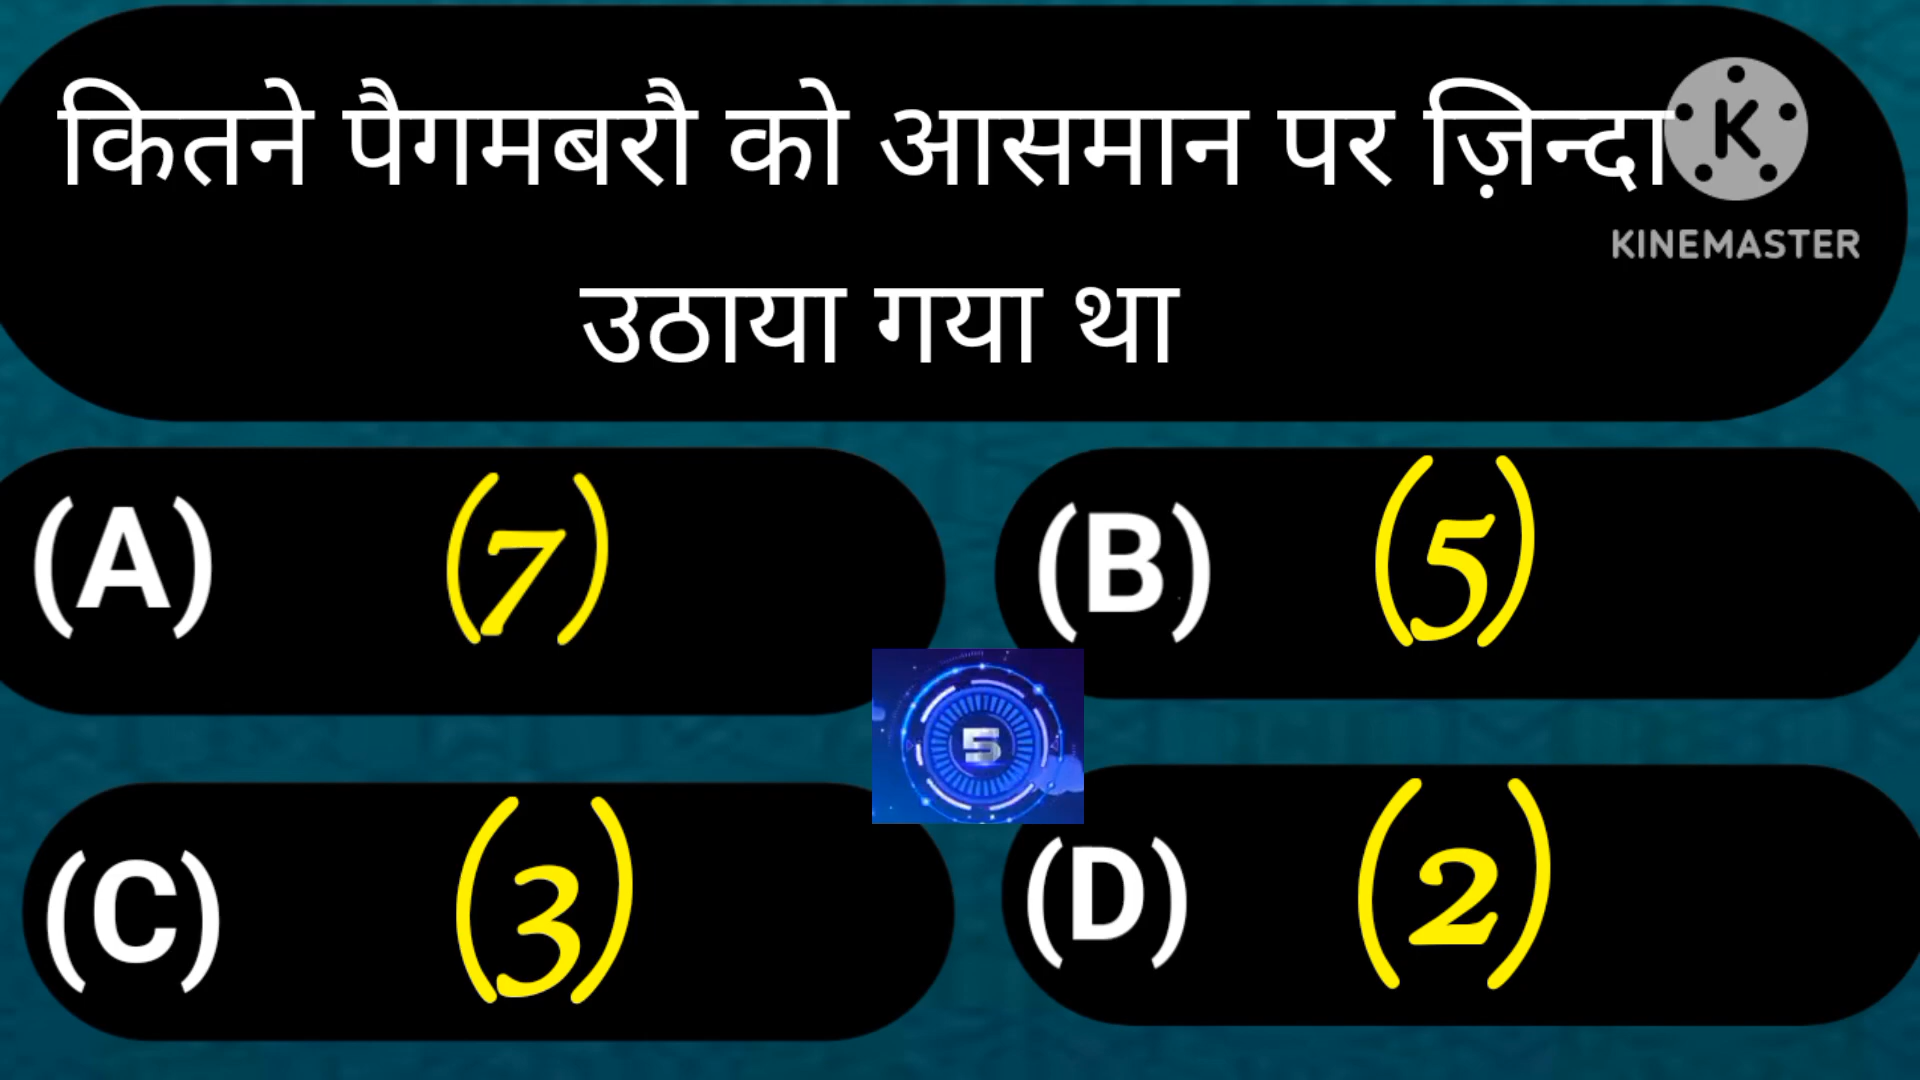 कितने पैगमबरौ को आसमान पर ज़िन्दा
उठाया गया था
K
KINEMASTER
(A) (7)
(B) (5)
5
(C) (3)
(D) (2)